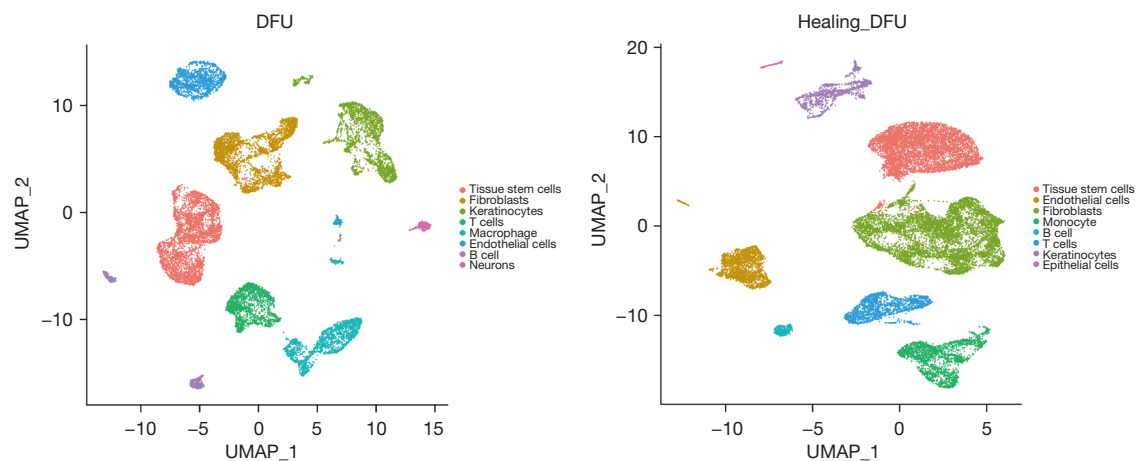 DFU
Healing_DFU
UMAP_2
10
0
−10
−10
−5
0
5
10
15
UMAP_1
Tissue stem cells
Fibroblasts
Keratinocytes
T cells
Macrophage
Endothelial cells
B cell
Neurons
UMAP_2
20
10
0
−10
−10
−5
0
5
UMAP_1
Tissue stem cells
Endothelial cells
Fibroblasts
Monocyte
B cell
T cells
Keratinocytes
Epithelial cells